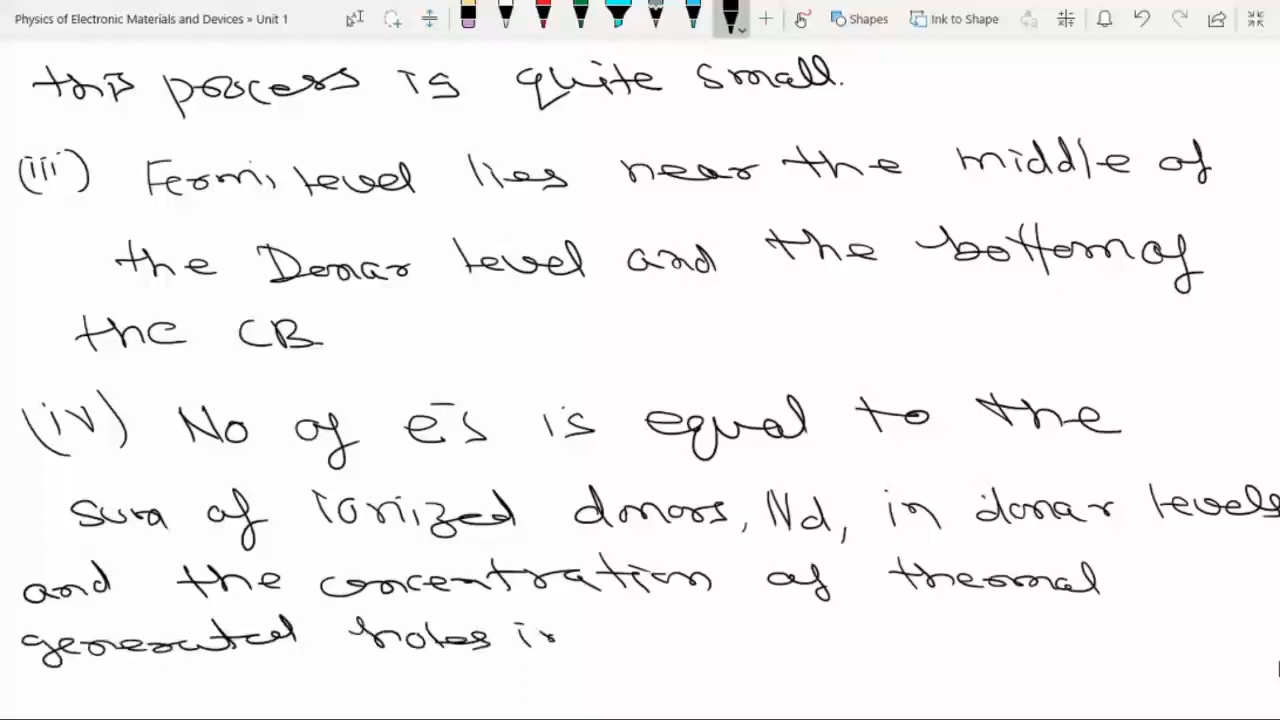 Physics of Electronic Materials and Devices » Unit 1
Shapes
Ink to Shape
this process is quite small.
(iii) Fermi level lies near the middle of
the Donar level and the bottom of
the CB
(iv) No of e⁻s is equal to the
sum of ionized donors, Nd, in donar levels
and the concentration of thermal
generated holes in